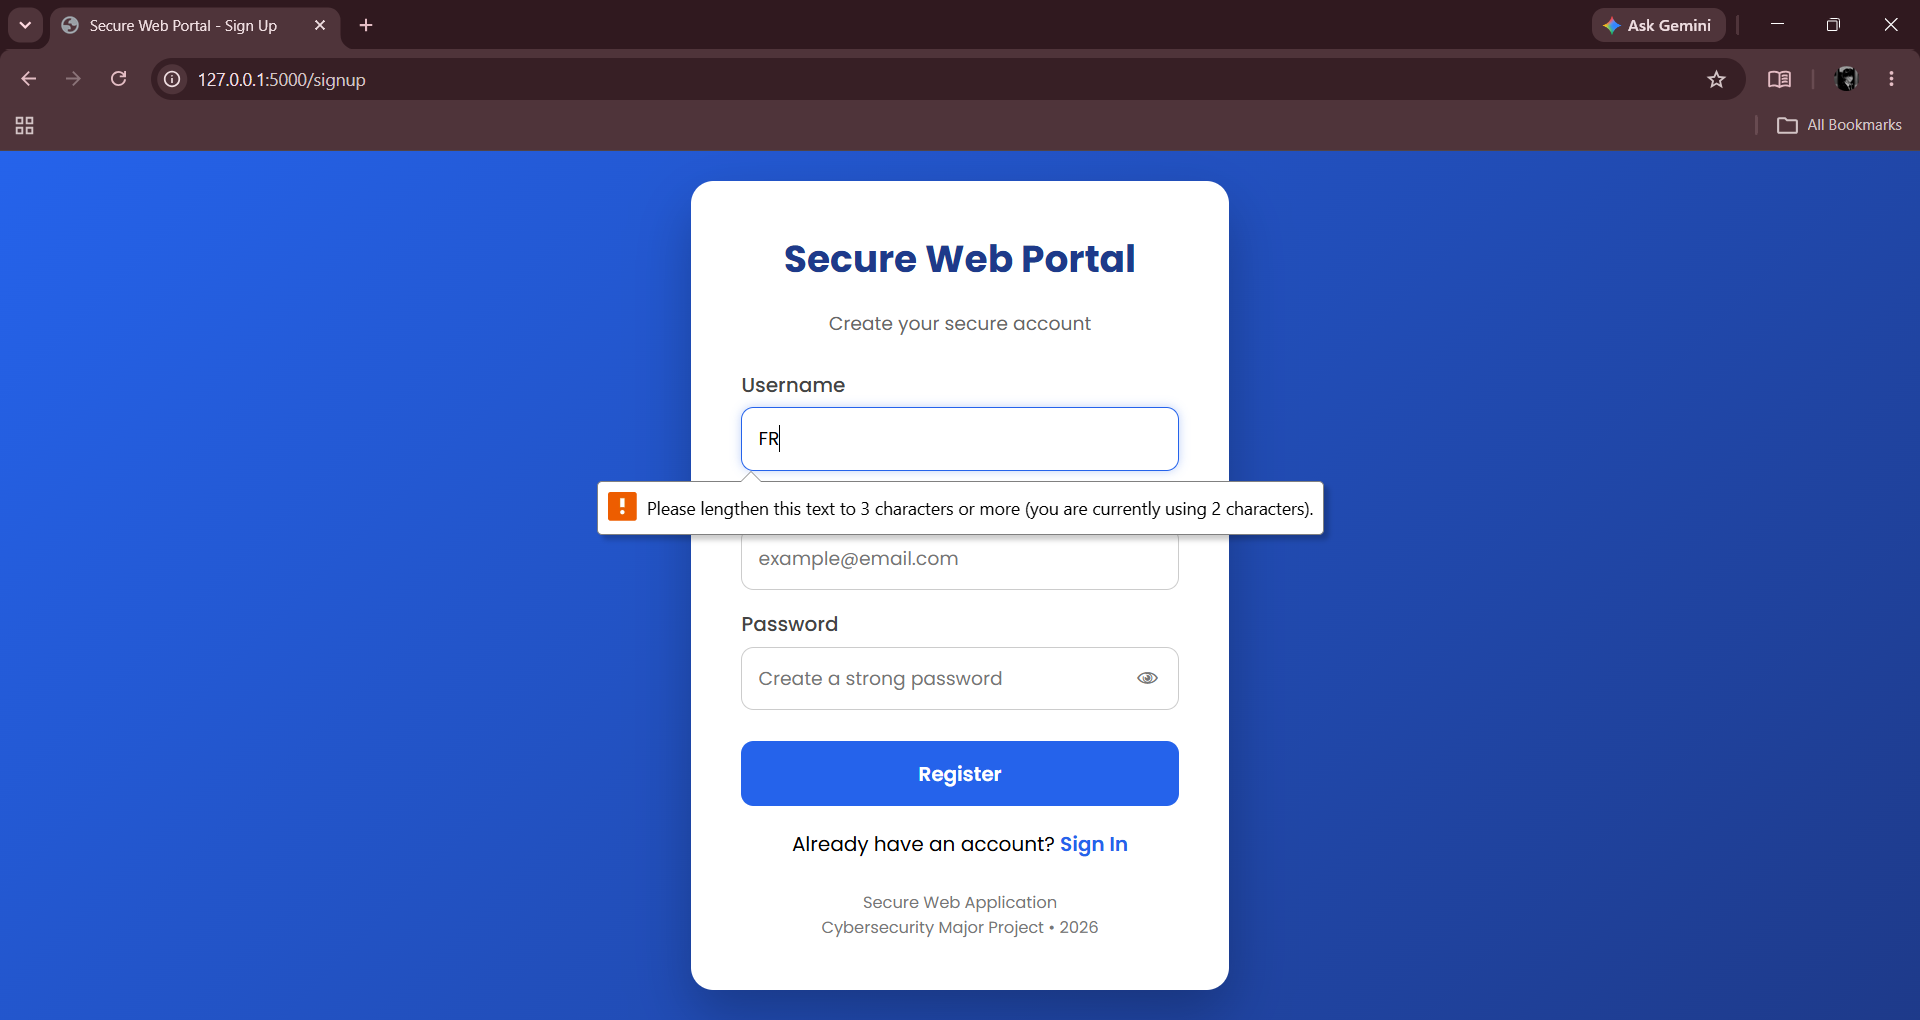 Secure Web Portal - Sign Up
Ask Gemini
127.0.0.1:5000/signup
All Bookmarks
Secure Web Portal
Create your secure account
Username
FR
Please lengthen this text to 3 characters or more (you are currently using 2 characters).
example@email.com
Password
Create a strong password
Register
Already have an account? Sign In
Secure Web Application
Cybersecurity Major Project • 2026